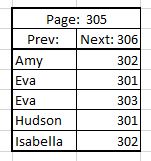 Page: 305
Prev: Next: 306
Amy 302
Eva 301
Eva 303
Hudson 301
Isabella 302